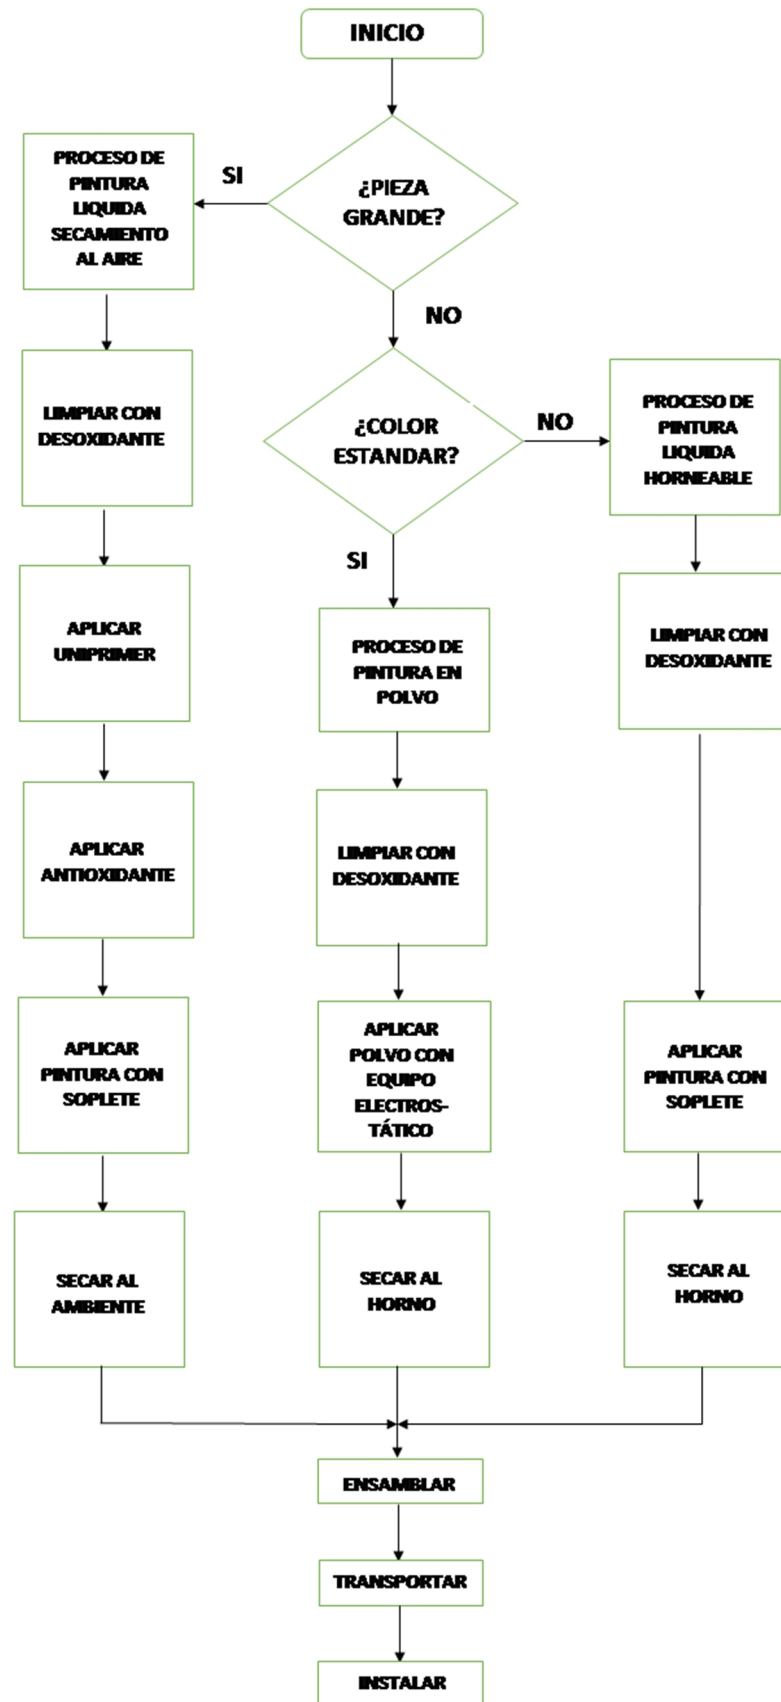 INICIO
¿PIEZA
GRANDE?
SI
NO
PROCESO DE
PINTURA
LIQUIDA
SECAMIENTO
AL AIRE
LIMPIAR CON
DESOXIDANTE
APLICAR
UNIPRIMER
APLICAR
ANTIOXIDANTE
APLICAR
PINTURA CON
SOPLETE
SECAR AL
AMBIENTE
¿COLOR
ESTANDAR?
SI
NO
PROCESO DE
PINTURA EN
POLVO
LIMPIAR CON
DESOXIDANTE
APLICAR
POLVO CON
EQUIPO
ELECTROS-
TÁTICO
SECAR AL
HORNO
PROCESO DE
PINTURA
LIQUIDA
HORNEABLE
LIMPIAR CON
DESOXIDANTE
APLICAR
PINTURA CON
SOPLETE
SECAR AL
HORNO
ENSAMBLAR
TRANSPORTAR
INSTALAR